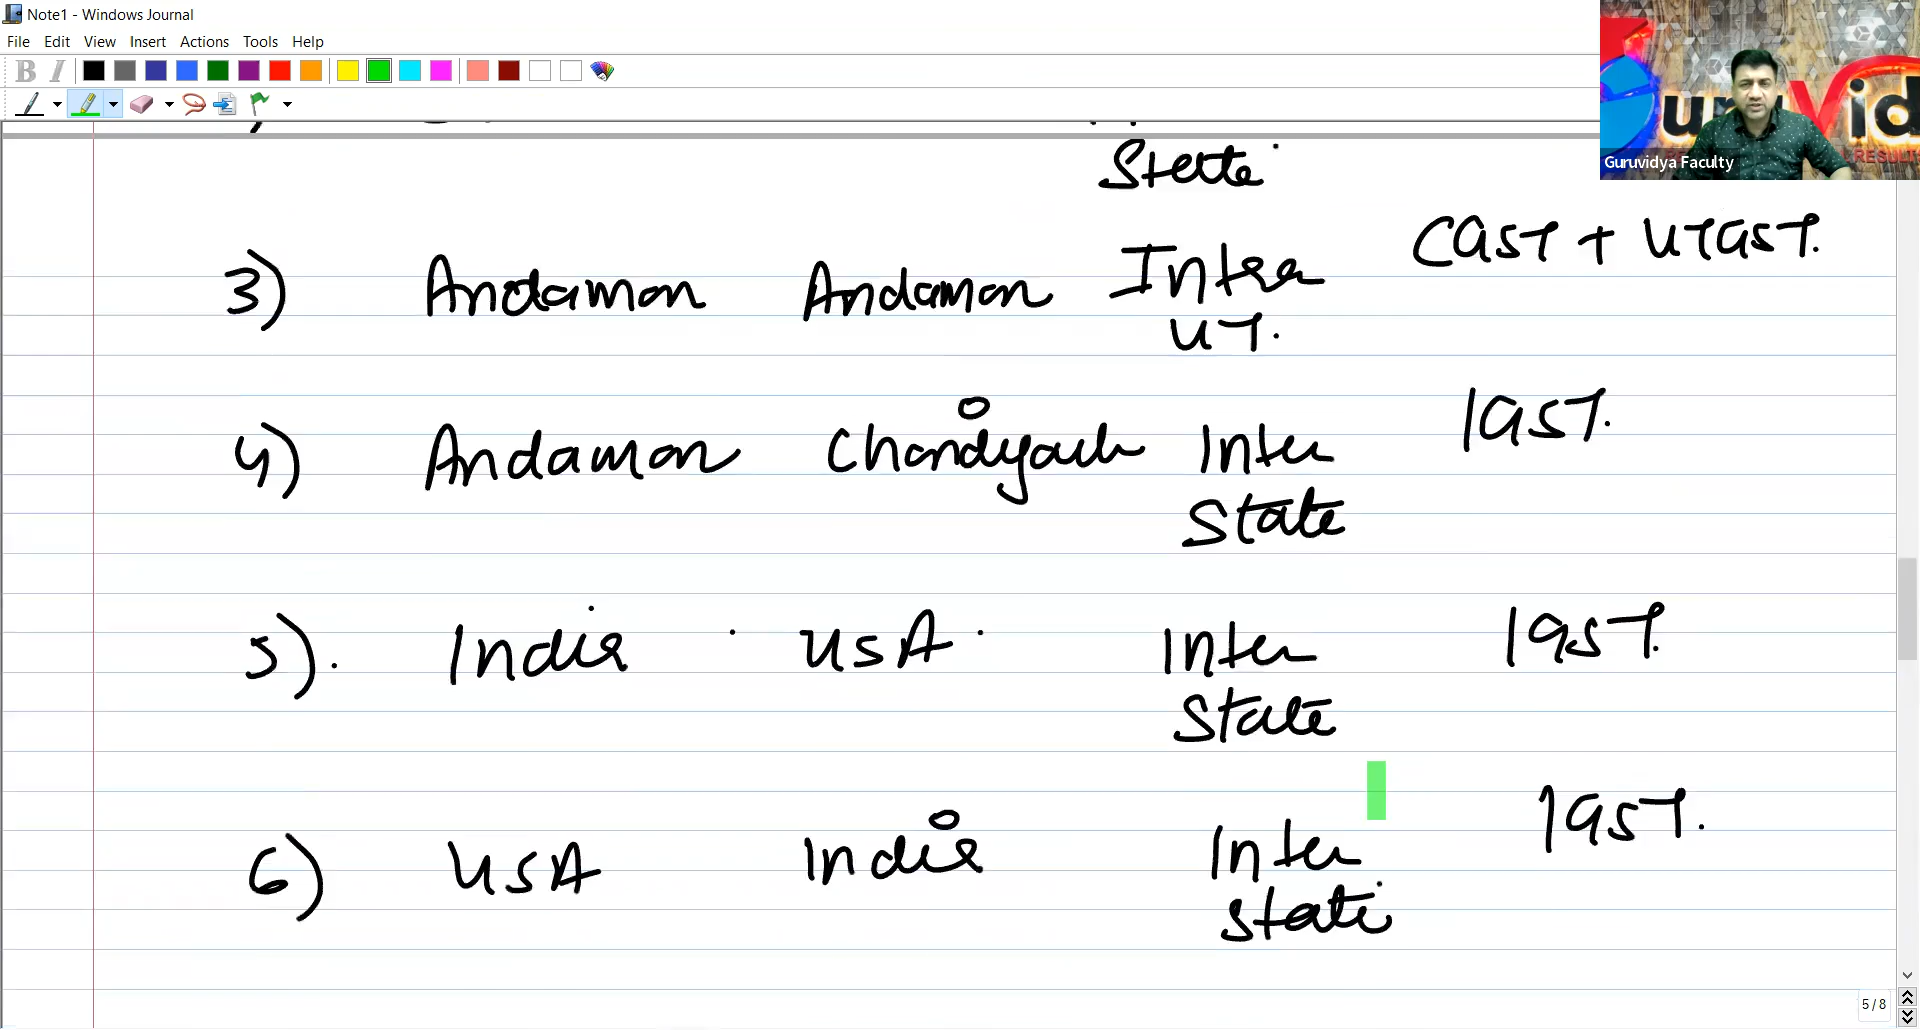 Note1 - Windows Journal
File Edit View Insert Actions Tools Help
B I
Guruvidya Faculty
State
3) Andaman Andaman Intra CGST + UTGST.
UT.
4) Andaman Chandigarh Inter IGST.
State
5). India USA Inter IGST.
State
6) USA India Inter IGST.
State
5 / 8